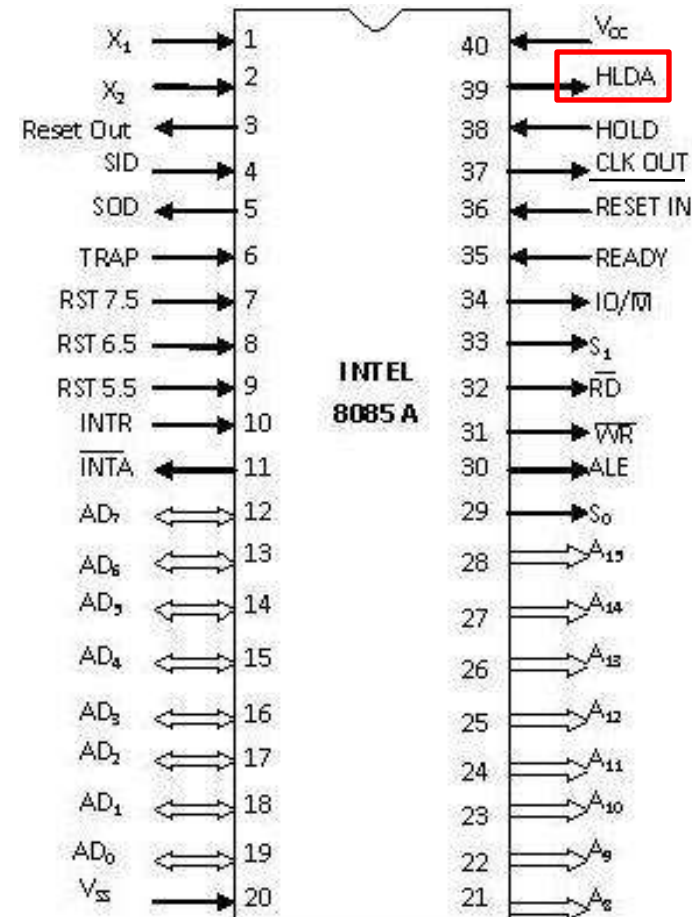 X₁ 1 40 Vcc
X₂ 2 39 HLDA
Reset Out 3 38 HOLD
SID 4 37 CLK OUT
SOD 5 36 RESET IN
TRAP 6 35 READY
RST 7.5 7 34 IO/M̅
RST 6.5 8 33 S₁
RST 5.5 9 32 R̅D̅
INTR 10 31 W̅R̅
I̅N̅T̅A̅ 11 30 ALE
INTEL
8085 A
AD₇ 12 29 S₀
AD₆ 13 28 A₁₅
AD₅ 14 27 A₁₄
AD₄ 15 26 A₁₃
AD₃ 16 25 A₁₂
AD₂ 17 24 A₁₁
AD₁ 18 23 A₁₀
AD₀ 19 22 A₉
Vss 20 21 A₈